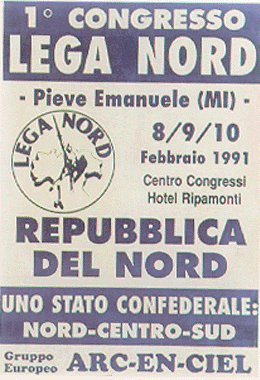 1° CONGRESSO
LEGA NORD
- Pieve Emanuele (MI) -
LEGA NORD
8/9/10
Febbraio 1991
Centro Congressi
Hotel Ripamonti
REPUBBLICA
DEL NORD
UNO STATO CONFEDERALE:
NORD-CENTRO-SUD
Gruppo
Europeo ARC-EN-CIEL